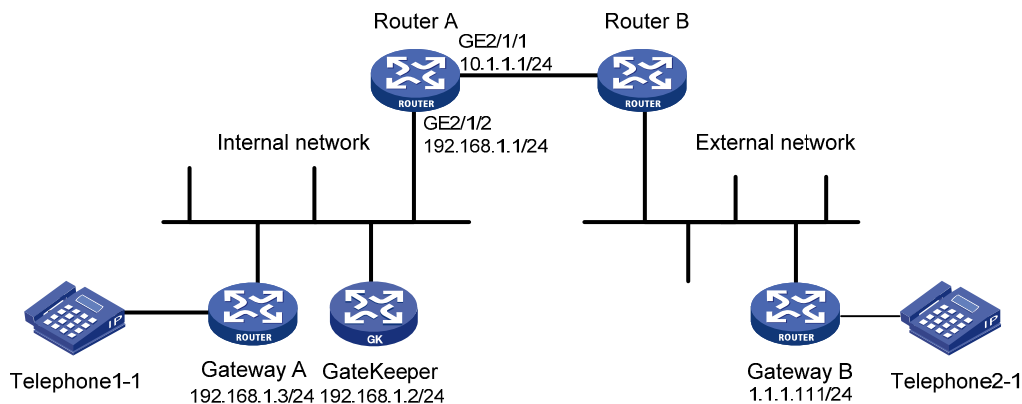 Router A
Router B
GE2/1/1
10.1.1.1/24
ROUTER
ROUTER
GE2/1/2
192.168.1.1/24
Internal network
External network
IP
ROUTER
GK
ROUTER
IP
Telephone1-1
Gateway A
192.168.1.3/24
GateKeeper
192.168.1.2/24
Gateway B
1.1.1.111/24
Telephone2-1